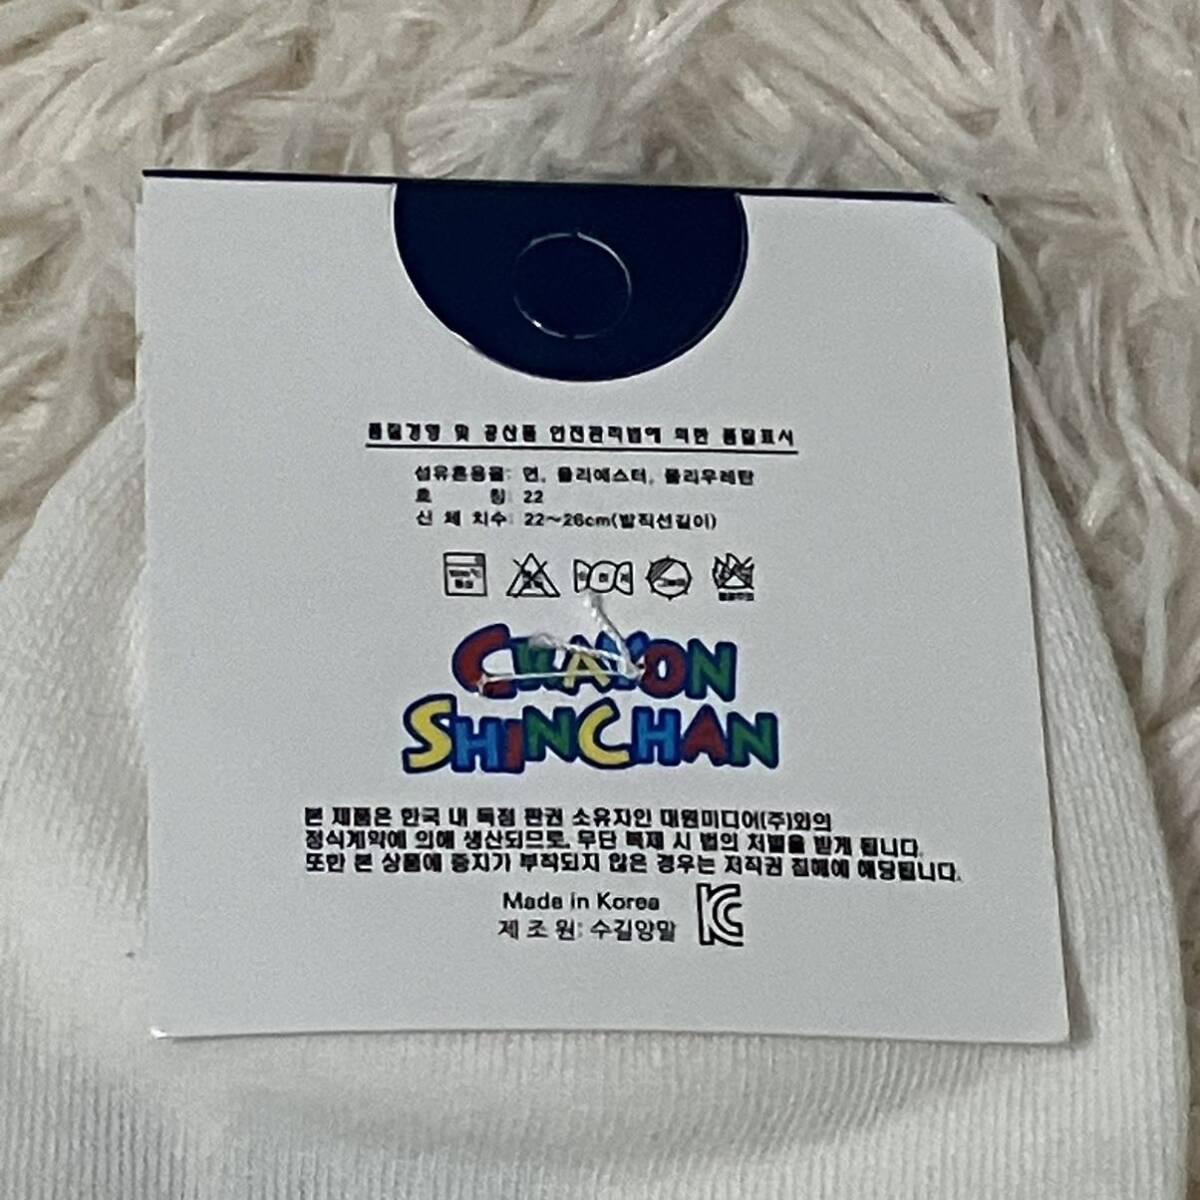 품질경영 및 공산품 안전관리법에 의한 품질표시
섬유혼용율: 면, 폴리에스터, 폴리우레탄
호 칭: 22
신 체 치수: 22~26cm(발직선길이)
CRAYON
SHINCHAN
본 제품은 한국 내 독점 판권 소유자인 대원미디어(주)와의
정식계약에 의해 생산되므로, 무단 복제 시 법의 처벌을 받게 됩니다.
또한 본 상품에 증지가 부착되지 않은 경우는 저작권 침해에 해당됩니다.
Made in Korea
제 조 원: 수길양말